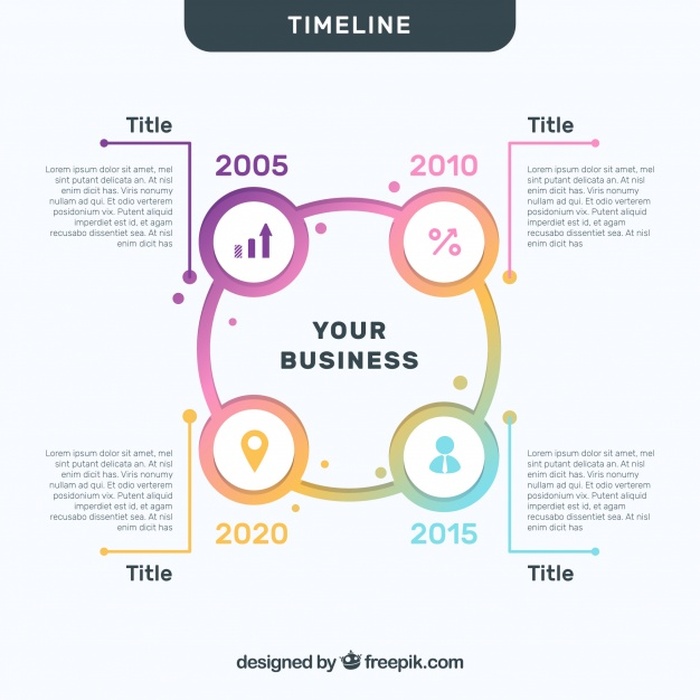 TIMELINE
Title
Lorem ipsum dolor sit amet, mel
sint putant delicata an. At nisl
enim dicit has. Viris nonumy
nullam ad qui. Et odio dicit has
posidonium vix. Putent aliquid
imperdiet est id, et agam
recusabo dissentiet sea. At nisl
enim dicit has
2005
2010
Title
Lorem ipsum dolor sit amet, mel
sint putant delicata an. At nisl
enim dicit has. Viris nonumy
nullam ad qui. Et odio dicit has
posidonium vix. Putent aliquid
imperdiet est id, et agam
recusabo dissentiet sea. At nisl
enim dicit has
YOUR
BUSINESS
Lorem ipsum dolor sit amet, mel
sint putant delicata an. At nisl
enim dicit has. Viris nonumy
nullam ad qui. Et odio dicit has
posidonium vix. Putent aliquid
imperdiet est id, et agam
recusabo dissentiet sea. At nisl
enim dicit has
Title
2020
2015
Lorem ipsum dolor sit amet, mel
sint putant delicata an. At nisl
enim dicit has. Viris nonumy
nullam ad qui. Et odio dicit has
posidonium vix. Putent aliquid
imperdiet est id, et agam
recusabo dissentiet sea. At nisl
enim dicit has
Title
designed by freepik.com